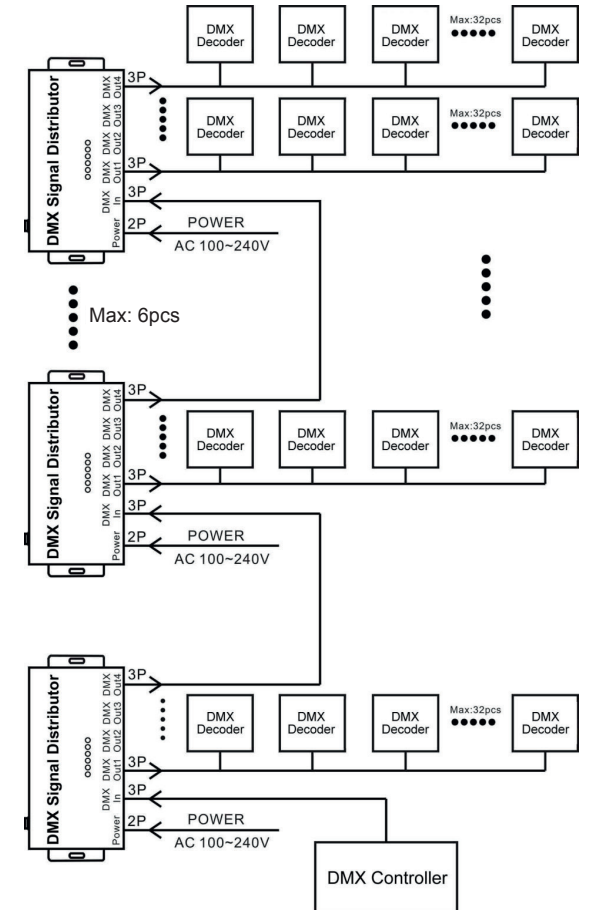 DMX
Decoder
DMX
Decoder
DMX
Decoder
Max:32pcs
DMX
Decoder
DMX Signal Distributor
DMX
Out4
DMX
Out3
DMX
Out2
DMX
Out1
DMX
In
Power
3P
3P
3P
2P
DMX
Decoder
DMX
Decoder
DMX
Decoder
Max:32pcs
DMX
Decoder
POWER
AC 100~240V
Max: 6pcs
DMX Signal Distributor
DMX
Out4
DMX
Out3
DMX
Out2
DMX
Out1
DMX
In
Power
3P
3P
3P
2P
DMX
Decoder
DMX
Decoder
DMX
Decoder
Max:32pcs
DMX
Decoder
POWER
AC 100~240V
DMX Signal Distributor
DMX
Out4
DMX
Out3
DMX
Out2
DMX
Out1
DMX
In
Power
3P
3P
3P
2P
DMX
Decoder
DMX
Decoder
DMX
Decoder
Max:32pcs
DMX
Decoder
POWER
AC 100~240V
DMX Controller